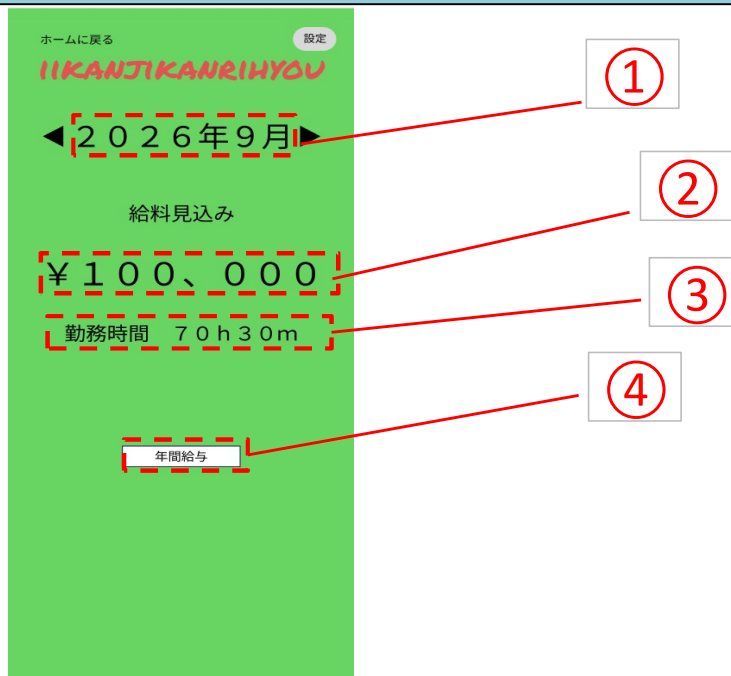 ホームに戻る
設定
IIKANJIKANRIHYOU
◀２０２６年９月▶
①
給料見込み
②
￥１００、０００
③
勤務時間　７０ｈ３０ｍ
④
年間給与